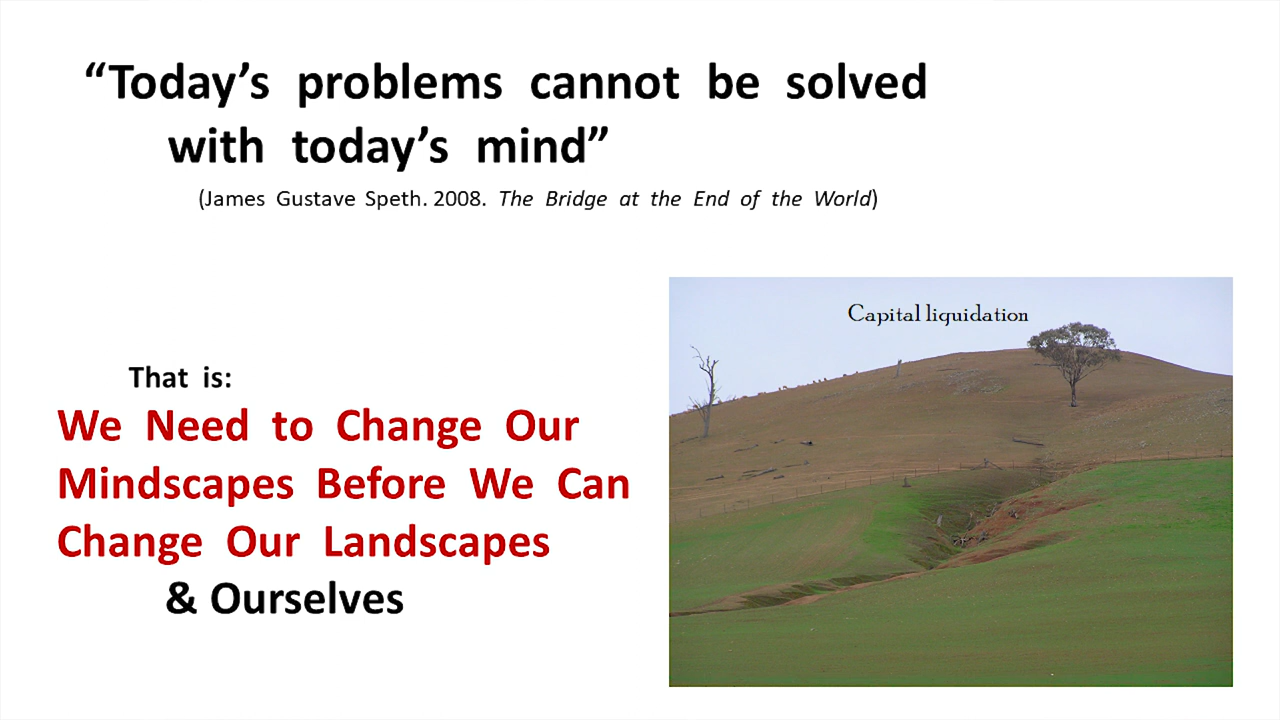 “Today’s problems cannot be solved
with today’s mind”
(James Gustave Speth. 2008. The Bridge at the End of the World)
Capital liquidation
That is:
We Need to Change Our
Mindscapes Before We Can
Change Our Landscapes
& Ourselves